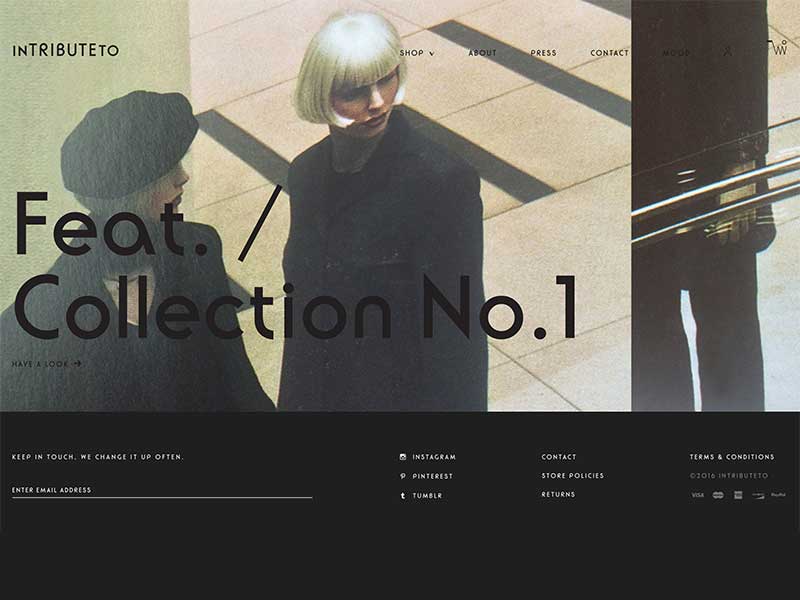 INTRIBUTETO
SHOP ABOUT PRESS CONTACT MOOD
Feat. /
Collection No.1
HAVE A LOOK →
KEEP IN TOUCH, WE CHANGE IT UP OFTEN.
ENTER EMAIL ADDRESS
INSTAGRAM
PINTEREST
TUMBLR
CONTACT
STORE POLICIES
RETURNS
TERMS & CONDITIONS
©2016 INTRIBUTETO
VISA PayPal